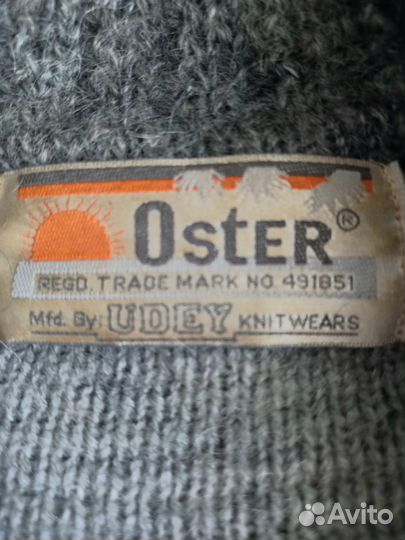 OstER®
REGD. TRADE MARK NO. 491851
Mfd. By: UDEY KNITWEARS
Avito